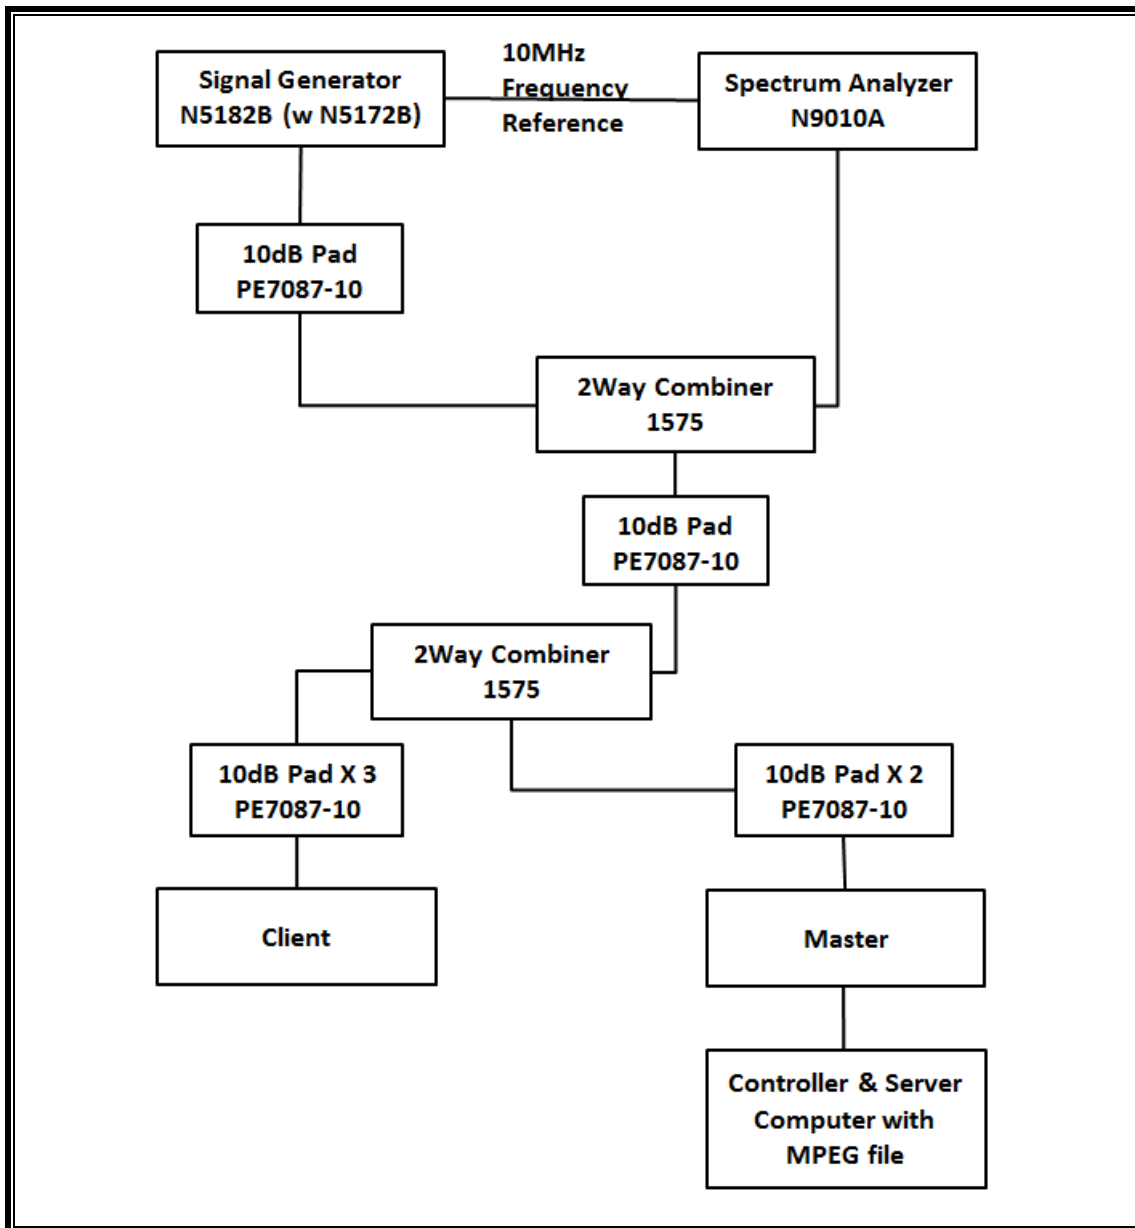 Signal Generator
N5182B (w N5172B)
10MHz
Frequency
Reference
Spectrum Analyzer
N9010A
10dB Pad
PE7087-10
2Way Combiner
1575
10dB Pad
PE7087-10
2Way Combiner
1575
10dB Pad X 3
PE7087-10
10dB Pad X 2
PE7087-10
Client
Master
Controller & Server
Computer with
MPEG file